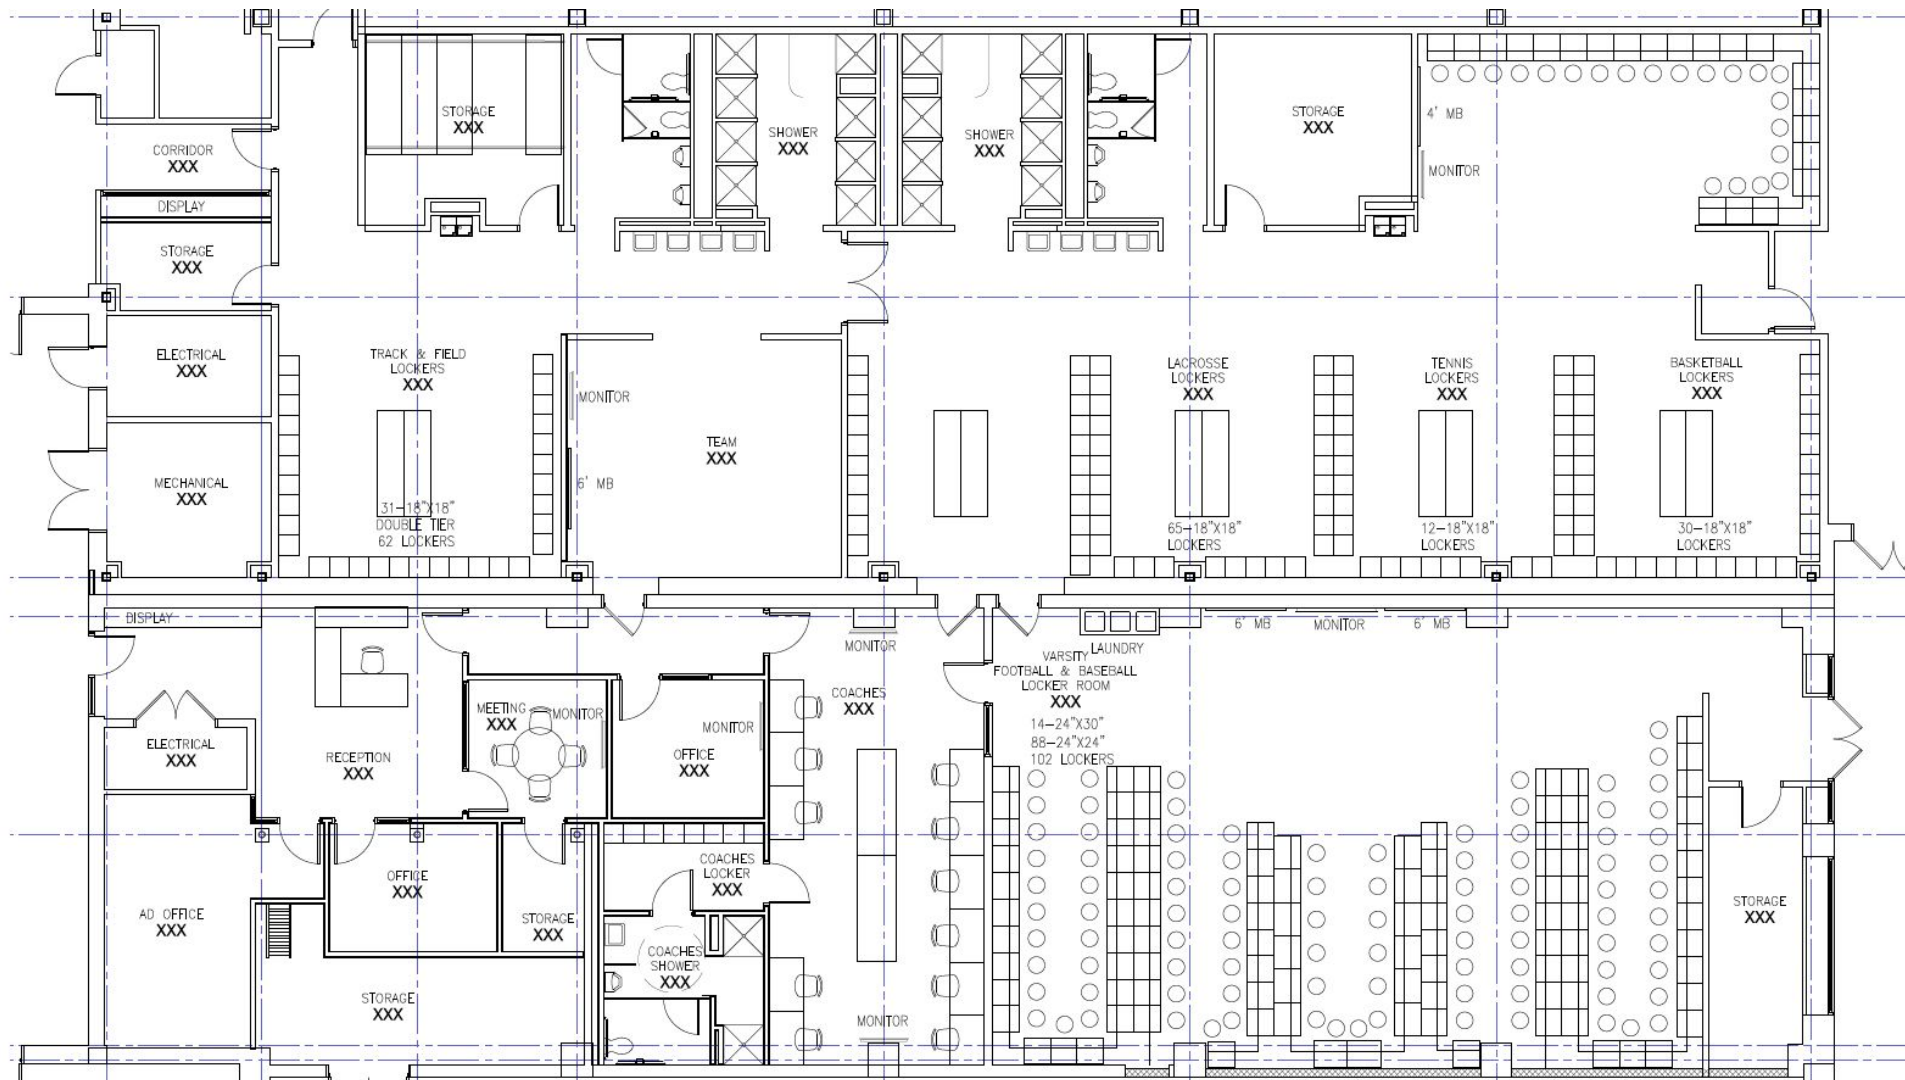 STORAGE
XXX
SHOWER
XXX
SHOWER
XXX
STORAGE
XXX
4' MB
MONITOR
CORRIDOR
XXX
DISPLAY
STORAGE
XXX
ELECTRICAL
XXX
MECHANICAL
XXX
TRACK & FIELD
LOCKERS
XXX
31-18"X18"
DOUBLE TIER
62 LOCKERS
MONITOR
6' MB
TEAM
XXX
LACROSSE
LOCKERS
XXX
65-18"X18"
LOCKERS
TENNIS
LOCKERS
XXX
12-18"X18"
LOCKERS
BASKETBALL
LOCKERS
XXX
30-18"X18"
LOCKERS
DISPLAY
MONITOR
LAUNDRY
6' MB
MONITOR
6' MB
VARSITY
FOOTBALL & BASEBALL
LOCKER ROOM
XXX
14-24"X30"
88-24"X24"
102 LOCKERS
COACHES
XXX
MEETING
XXX
MONITOR
MONITOR
OFFICE
XXX
ELECTRICAL
XXX
RECEPTION
XXX
AD OFFICE
XXX
OFFICE
XXX
STORAGE
XXX
COACHES
LOCKER
XXX
COACHES
SHOWER
XXX
STORAGE
XXX
MONITOR
STORAGE
XXX